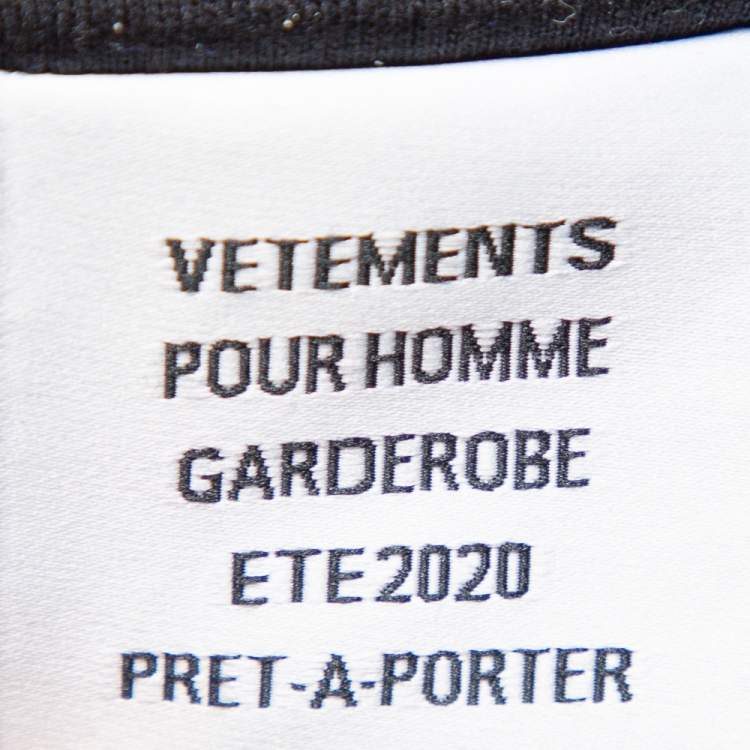 VETEMENTS
POUR HOMME
GARDEROBE
ETE 2020
PRET-A-PORTER